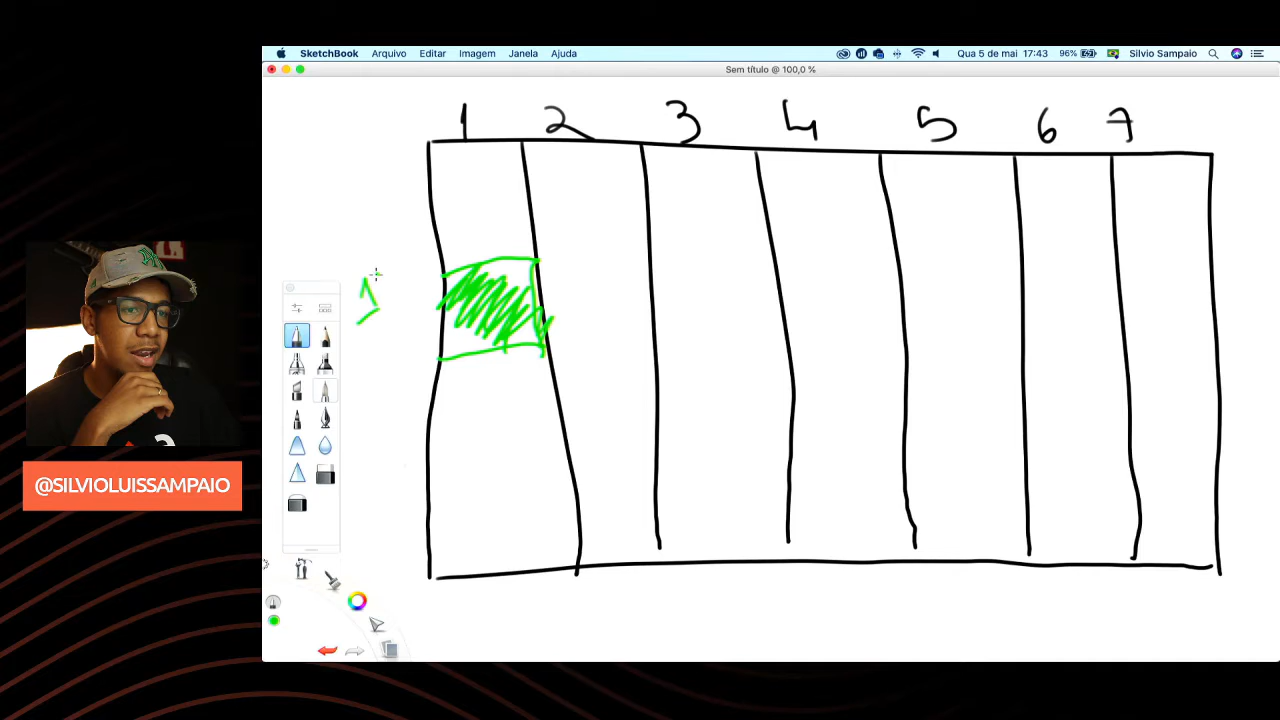 SketchBook Arquivo Editar Imagem Janela Ajuda Qua 5 de mai 17:43 96% Silvio Sampaio
Sem título @ 100,0 %
1 2 3 4 5 6 7
1
@SILVIOLUISSAMPAIO